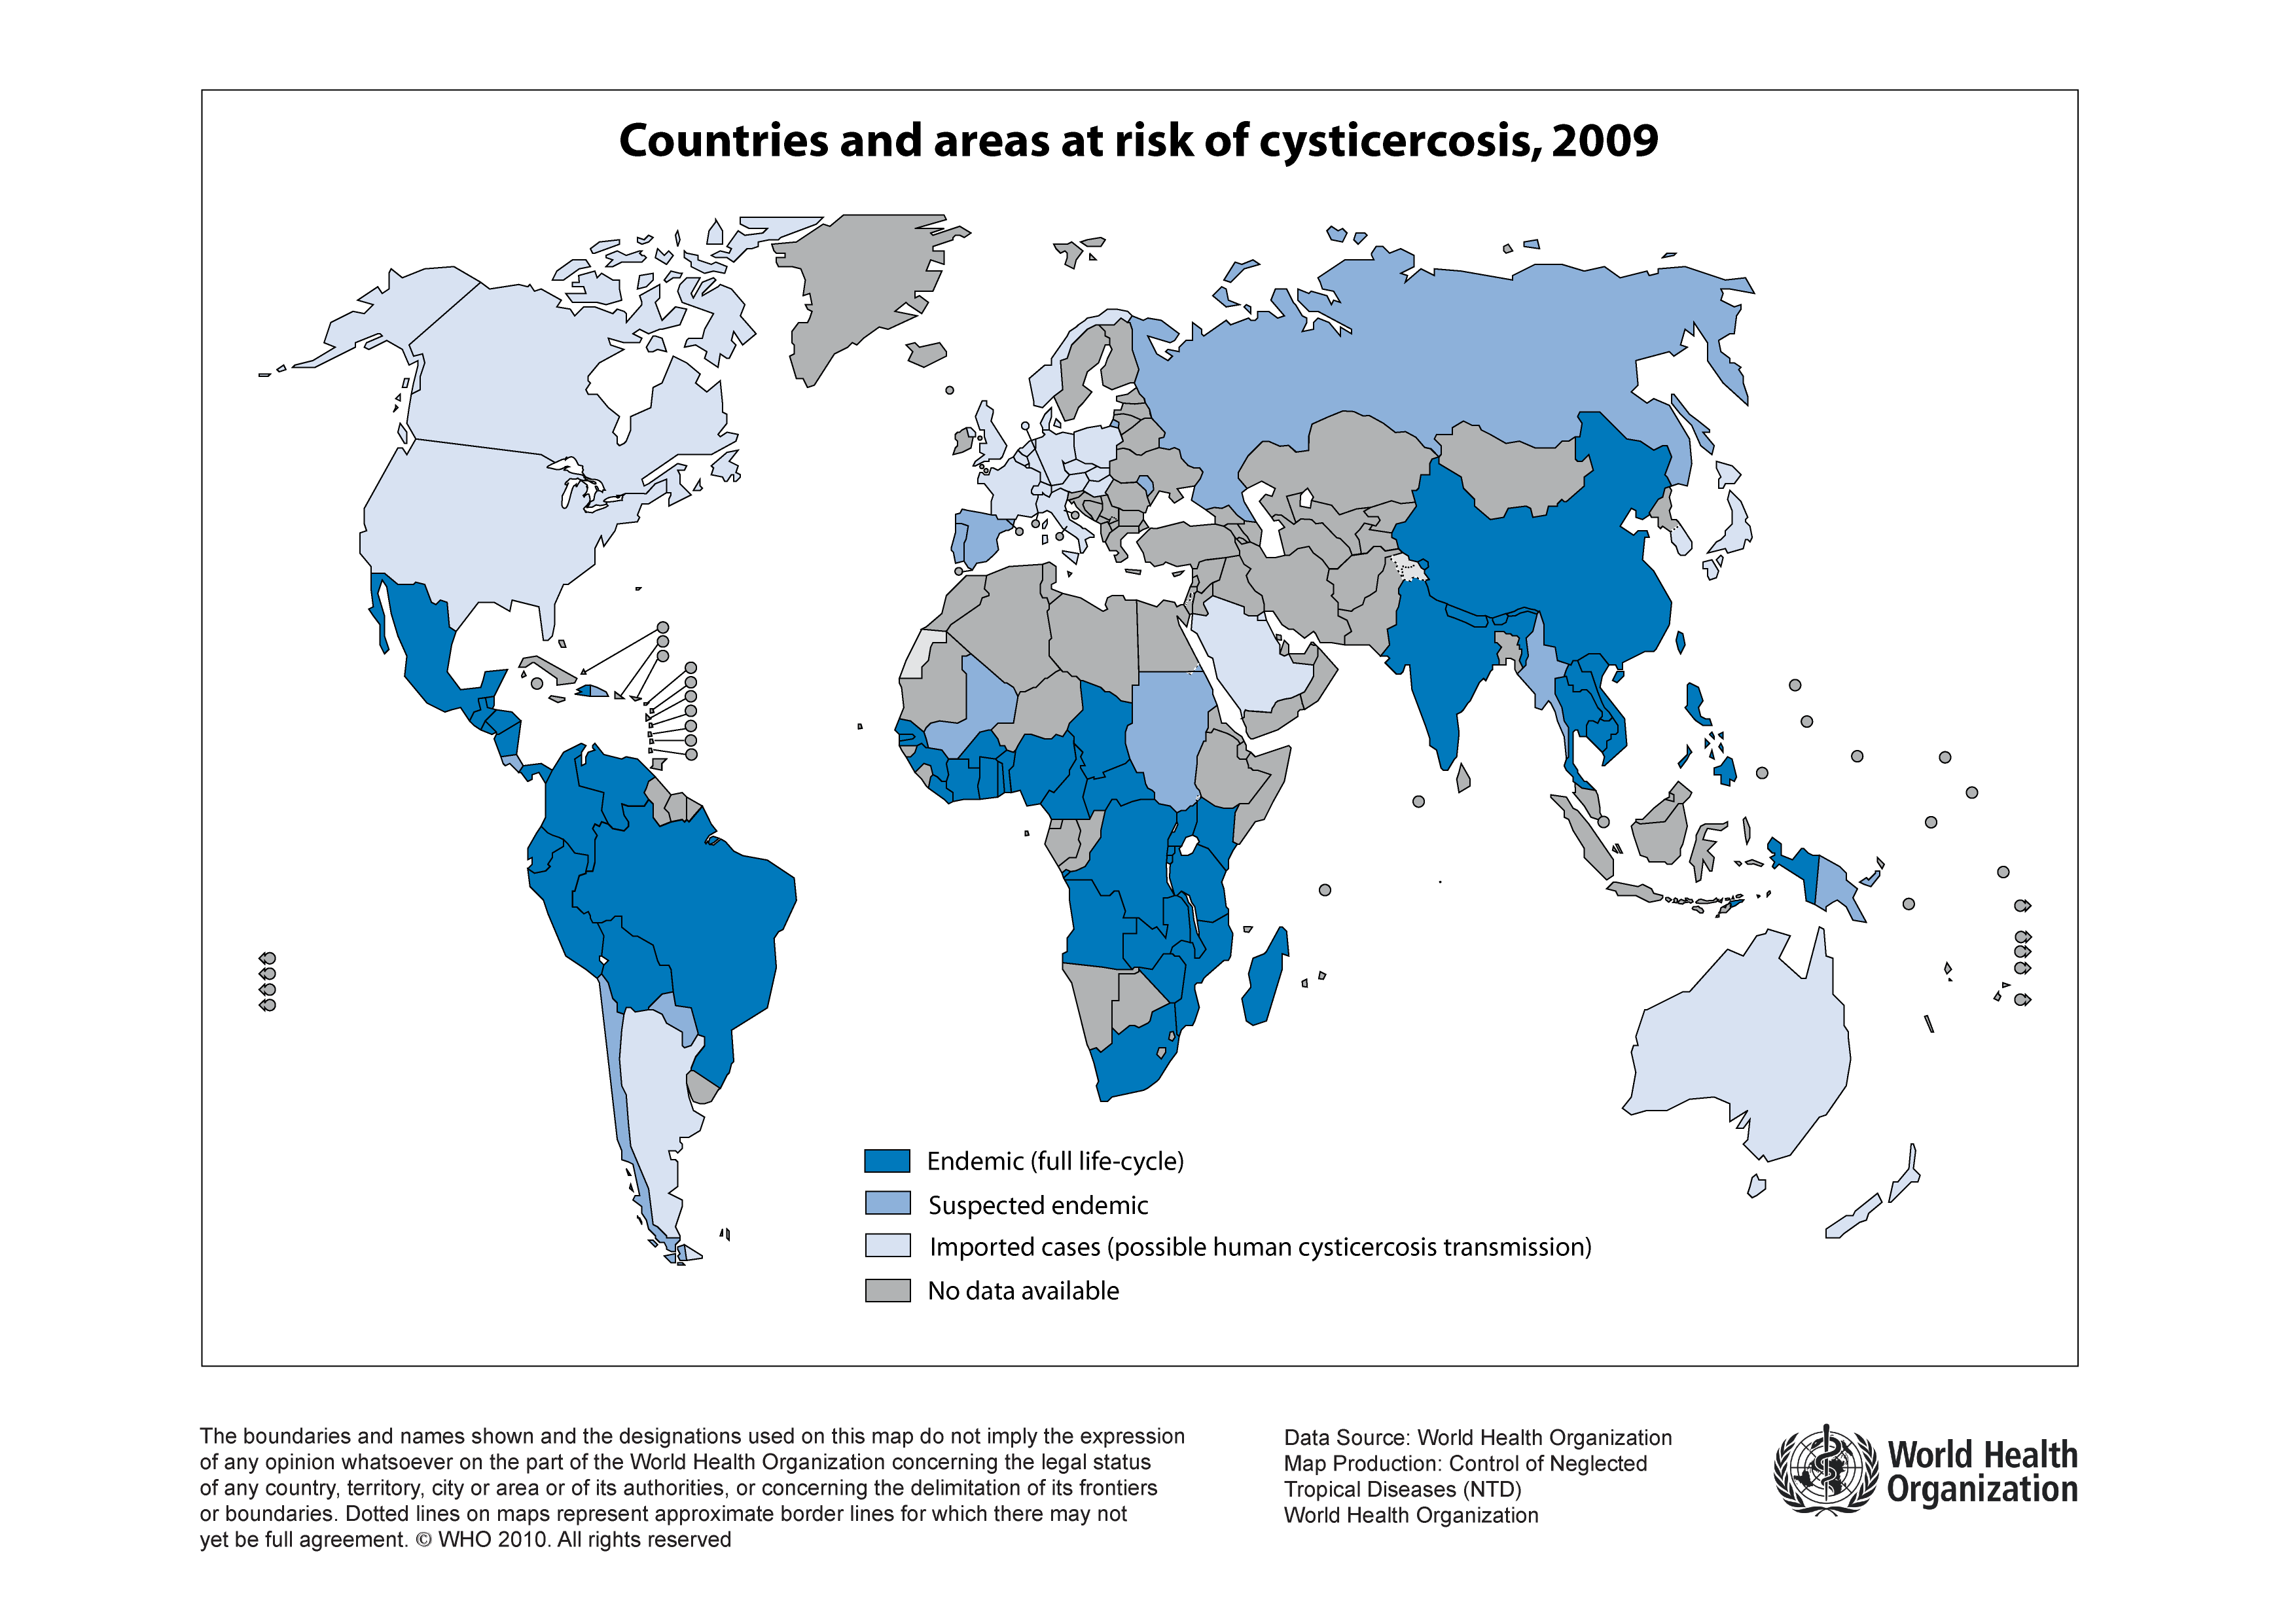 Countries and areas at risk of cysticercosis, 2009
Endemic (full life-cycle)
Suspected endemic
Imported cases (possible human cysticercosis transmission)
No data available
The boundaries and names shown and the designations used on this map do not imply the expression
of any opinion whatsoever on the part of the World Health Organization concerning the legal status
of any country, territory, city or area or of its authorities, or concerning the delimitation of its frontiers
or boundaries. Dotted lines on maps represent approximate border lines for which there may not
yet be full agreement. © WHO 2010. All rights reserved
Data Source: World Health Organization
Map Production: Control of Neglected
Tropical Diseases (NTD)
World Health Organization
World Health
Organization